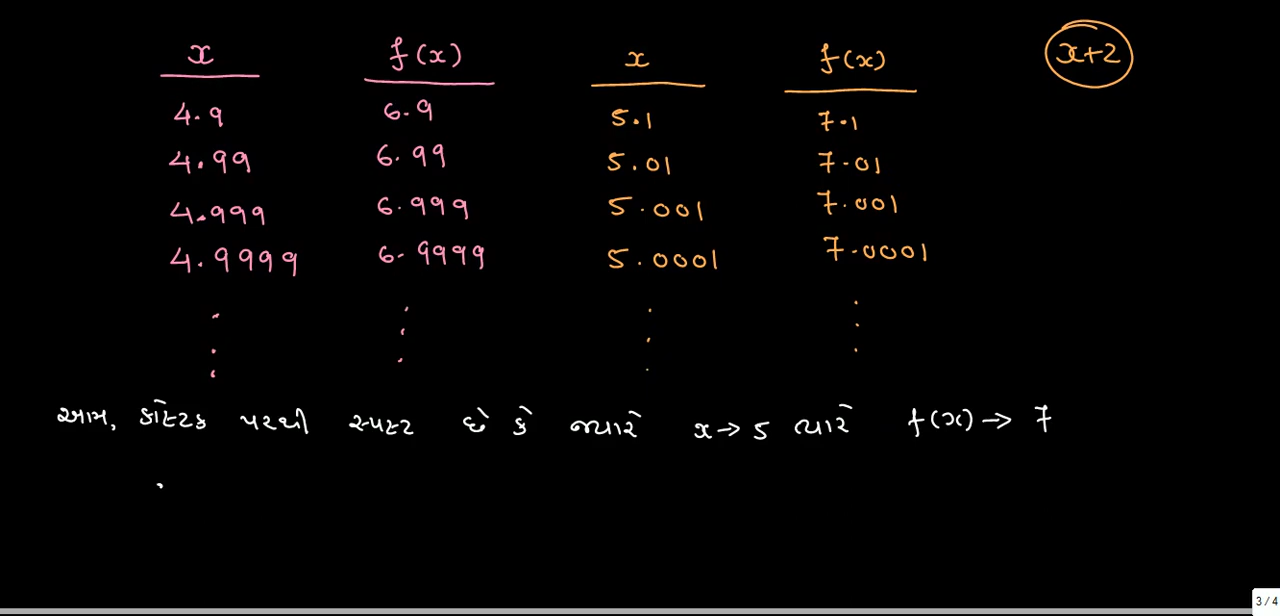 x f(x) x f(x) x+2
4.9 6.9 5.1 7.1
4.99 6.99 5.01 7.01
4.999 6.999 5.001 7.001
4.9999 6.9999 5.0001 7.0001
આમ, કોષ્ટક પરથી સ્પષ્ટ છે કે જ્યારે x→5 ત્યારે f(x)→7
3/4